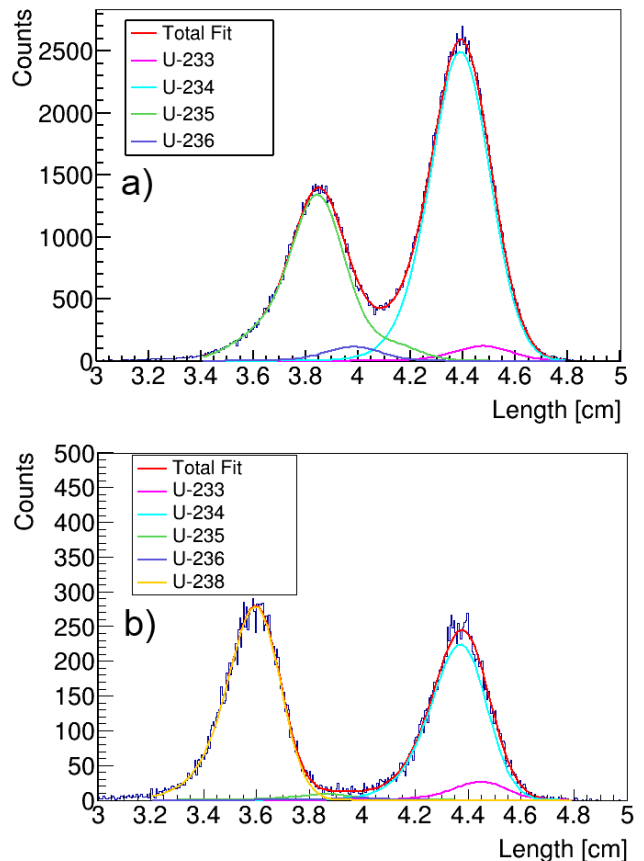 Counts
2500
2000
1500
1000
500
0
Total Fit
U-233
U-234
U-235
U-236
a)
3 3.2 3.4 3.6 3.8 4 4.2 4.4 4.6 4.8 5
Length [cm]
Counts
500
450
400
350
300
250
200
150
100
50
0
Total Fit
U-233
U-234
U-235
U-236
U-238
b)
3 3.2 3.4 3.6 3.8 4 4.2 4.4 4.6 4.8 5
Length [cm]